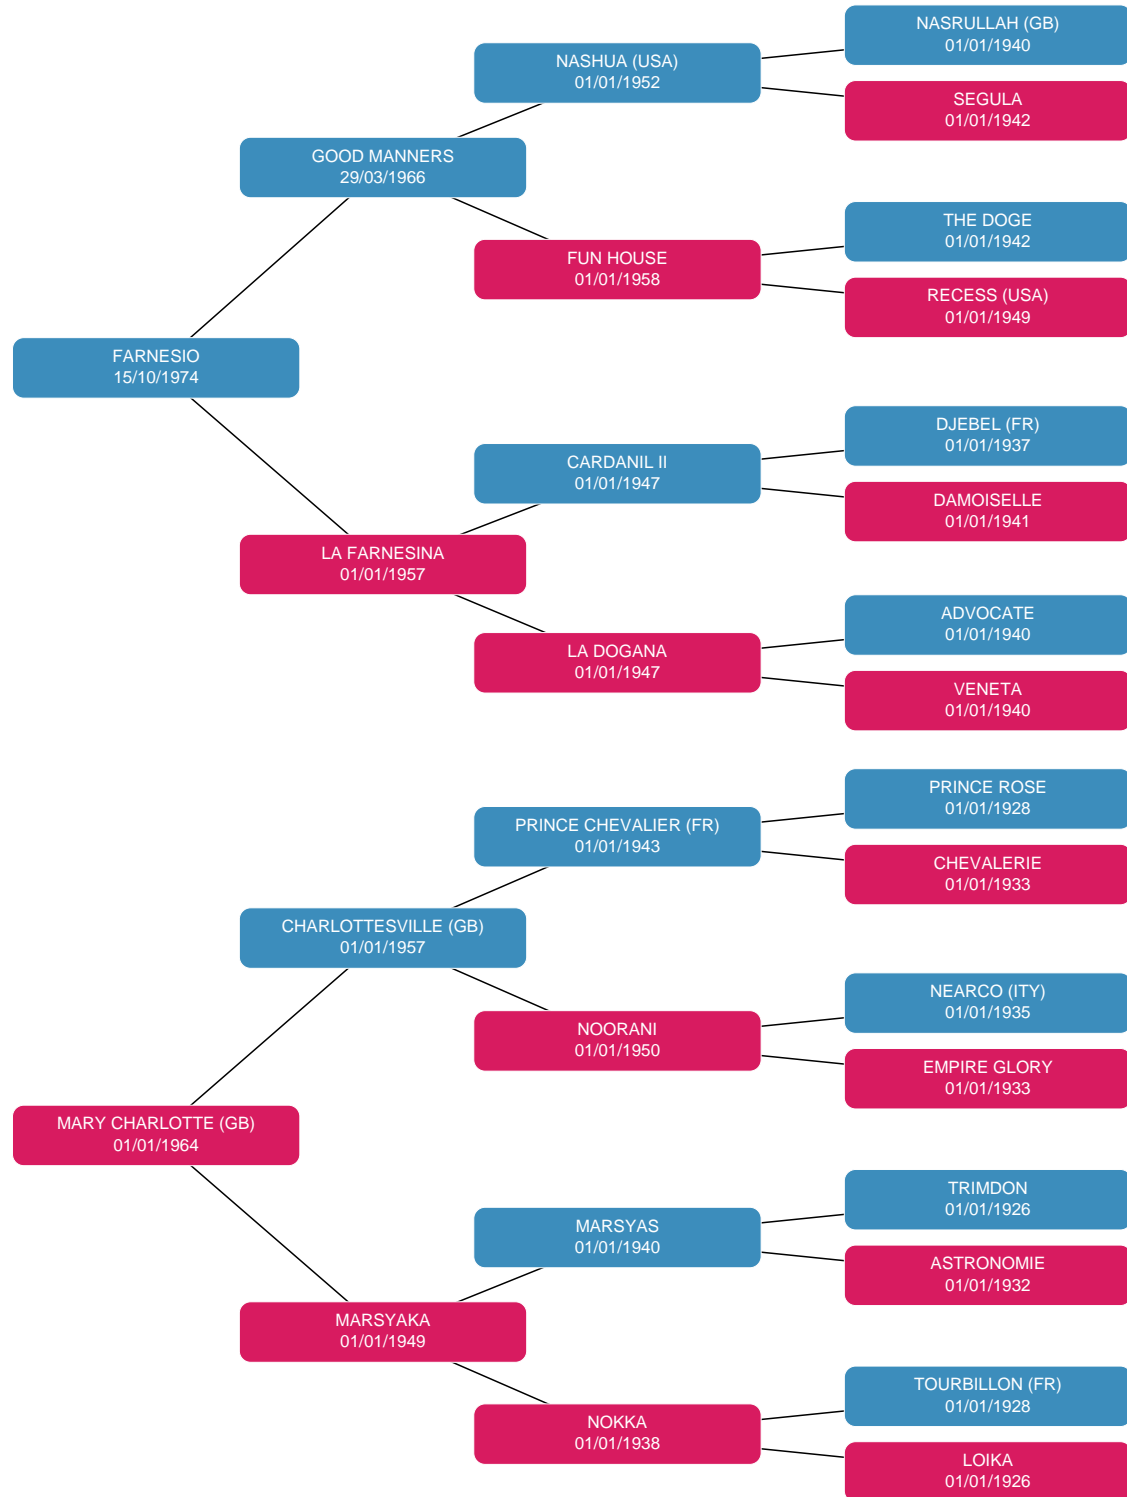 NASRULLAH (GB)
01/01/1940
NASHUA (USA)
01/01/1952
SEGULA
01/01/1942
GOOD MANNERS
29/03/1966
THE DOGE
01/01/1942
FUN HOUSE
01/01/1958
RECESS (USA)
01/01/1949
FARNESIO
15/10/1974
DJEBEL (FR)
01/01/1937
CARDANIL II
01/01/1947
DAMOISELLE
01/01/1941
LA FARNESINA
01/01/1957
ADVOCATE
01/01/1940
LA DOGANA
01/01/1947
VENETA
01/01/1940
PRINCE ROSE
01/01/1928
PRINCE CHEVALIER (FR)
01/01/1943
CHEVALERIE
01/01/1933
CHARLOTTESVILLE (GB)
01/01/1957
NEARCO (ITY)
01/01/1935
NOORANI
01/01/1950
EMPIRE GLORY
01/01/1933
MARY CHARLOTTE (GB)
01/01/1964
TRIMDON
01/01/1926
MARSYAS
01/01/1940
ASTRONOMIE
01/01/1932
MARSYAKA
01/01/1949
TOURBILLON (FR)
01/01/1928
NOKKA
01/01/1938
LOIKA
01/01/1926